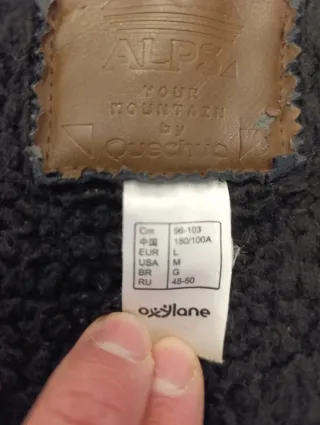 ALPS
YOUR
MOUNTAIN
by
Quechua
Cm 96-103
中国 180/100A
EUR L
USA M
BR G
RU 48-50
oxylane